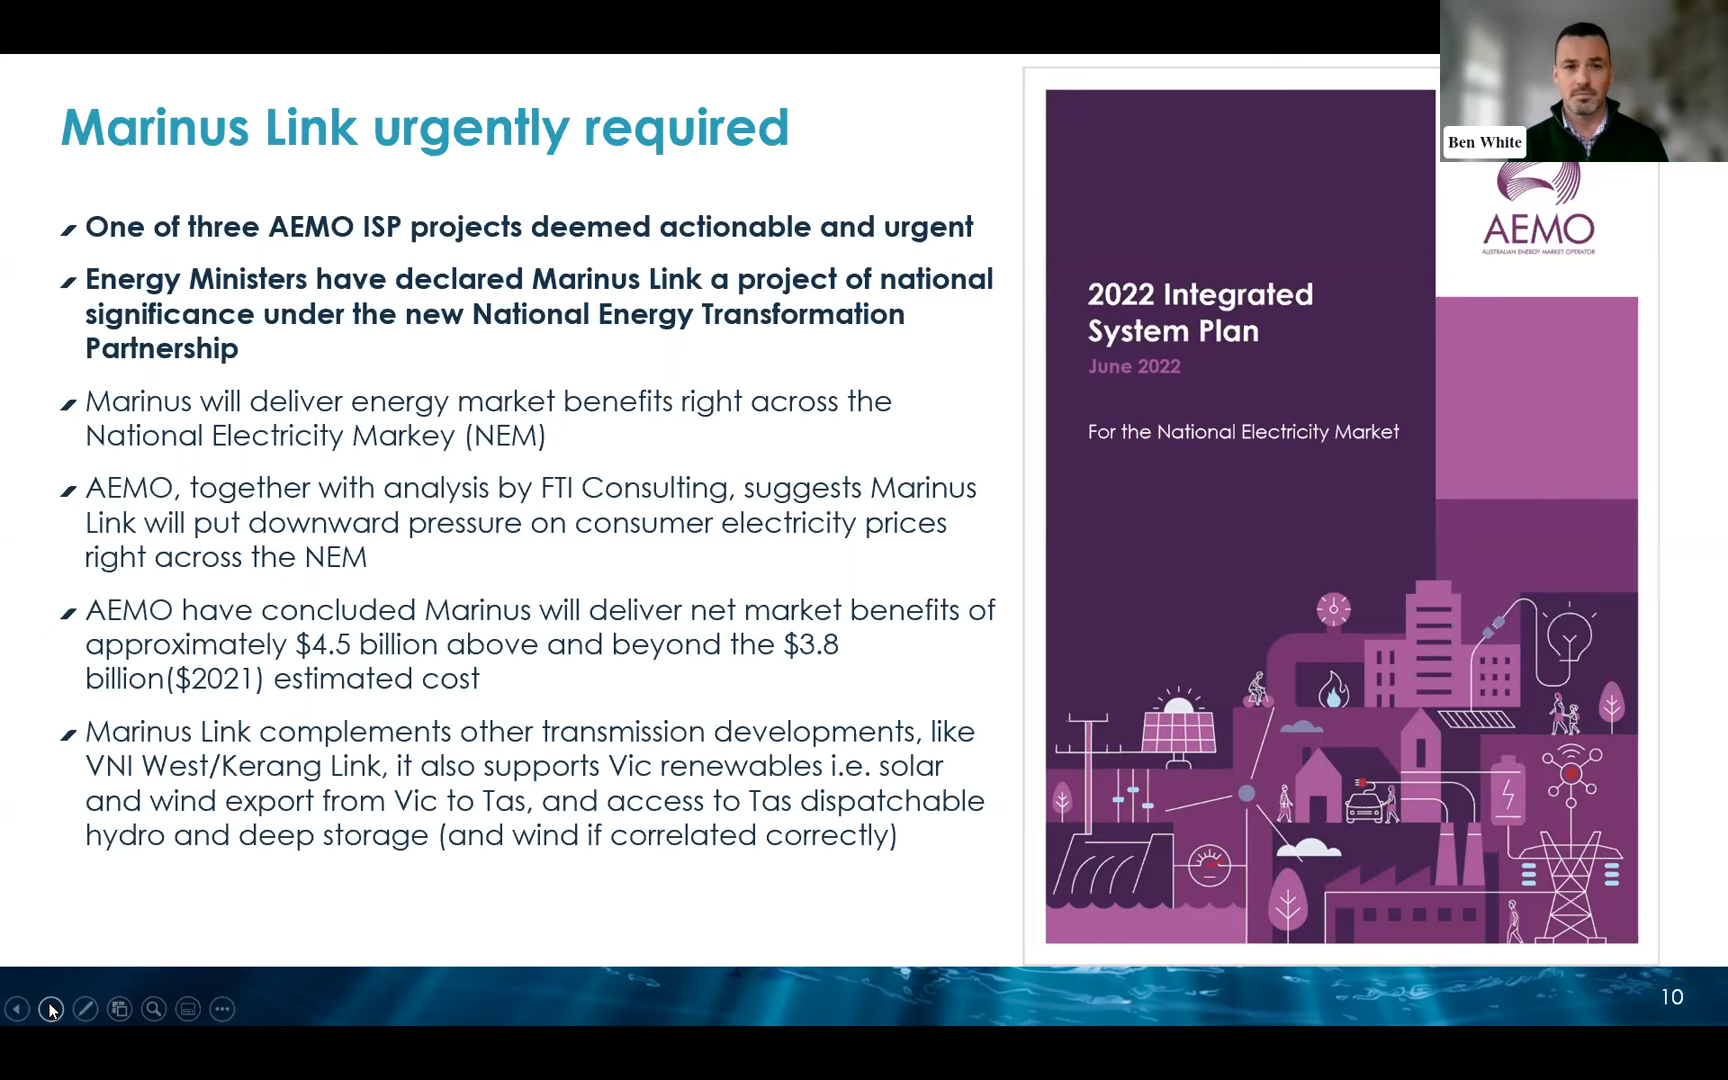 Marinus Link urgently required
One of three AEMO ISP projects deemed actionable and urgent
Energy Ministers have declared Marinus Link a project of national
significance under the new National Energy Transformation
Partnership
Marinus will deliver energy market benefits right across the
National Electricity Markey (NEM)
AEMO, together with analysis by FTI Consulting, suggests Marinus
Link will put downward pressure on consumer electricity prices
right across the NEM
AEMO have concluded Marinus will deliver net market benefits of
approximately $4.5 billion above and beyond the $3.8
billion($2021) estimated cost
Marinus Link complements other transmission developments, like
VNI West/Kerang Link, it also supports Vic renewables i.e. solar
and wind export from Vic to Tas, and access to Tas dispatchable
hydro and deep storage (and wind if correlated correctly)
2022 Integrated
System Plan
June 2022
For the National Electricity Market
Ben White
AEMO
AUSTRALIAN ENERGY MARKET OPERATOR
10